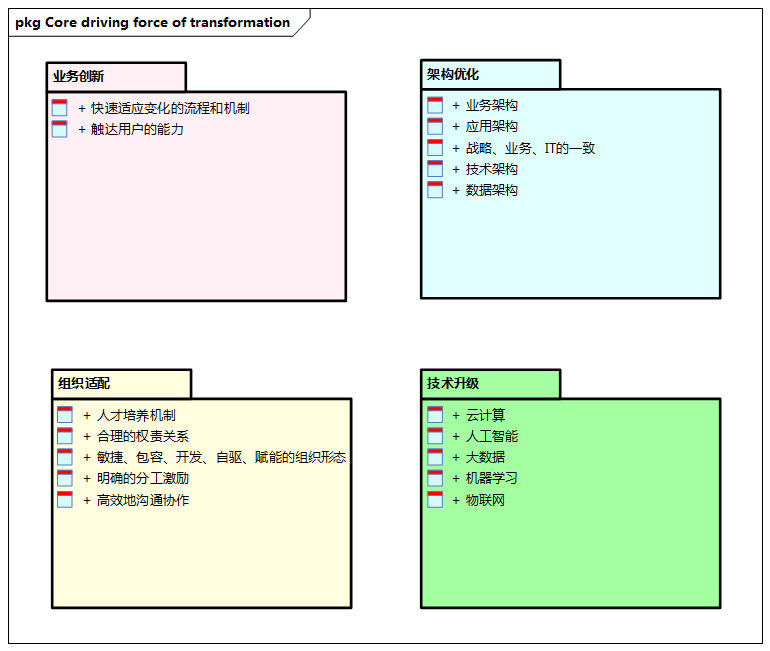 pkg Core driving force of transformation
业务创新
+ 快速适应变化的流程和机制
+ 触达用户的能力
架构优化
+ 业务架构
+ 应用架构
+ 战略、业务、IT的一致
+ 技术架构
+ 数据架构
组织适配
+ 人才培养机制
+ 合理的权责关系
+ 敏捷、包容、开发、自驱、赋能的组织形态
+ 明确的分工激励
+ 高效地沟通协作
技术升级
+ 云计算
+ 人工智能
+ 大数据
+ 机器学习
+ 物联网